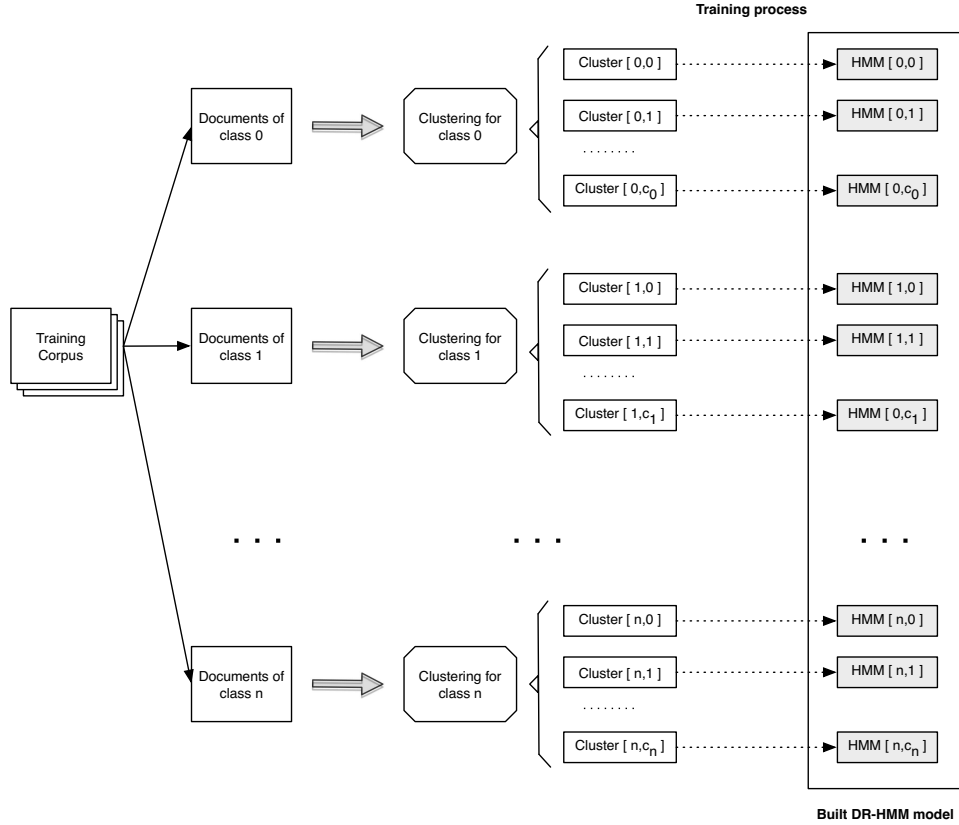 Training process
Documents of
class 0
Clustering for
class 0
Cluster [ 0,0 ]
HMM [ 0,0 ]
Cluster [ 0,1 ]
HMM [ 0,1 ]
. . . . . . . .
Cluster [ 0,c0 ]
HMM [ 0,c0 ]
Training
Corpus
Documents of
class 1
Clustering for
class 1
Cluster [ 1,0 ]
HMM [ 1,0 ]
Cluster [ 1,1 ]
HMM [ 1,1 ]
. . . . . . . .
Cluster [ 1,c1 ]
HMM [ 0,c1 ]
. . .
. . .
. . .
Documents of
class n
Clustering for
class n
Cluster [ n,0 ]
HMM [ n,0 ]
Cluster [ n,1 ]
HMM [ n,1 ]
. . . . . . . .
Cluster [ n,cn ]
HMM [ n,cn ]
Built DR-HMM model